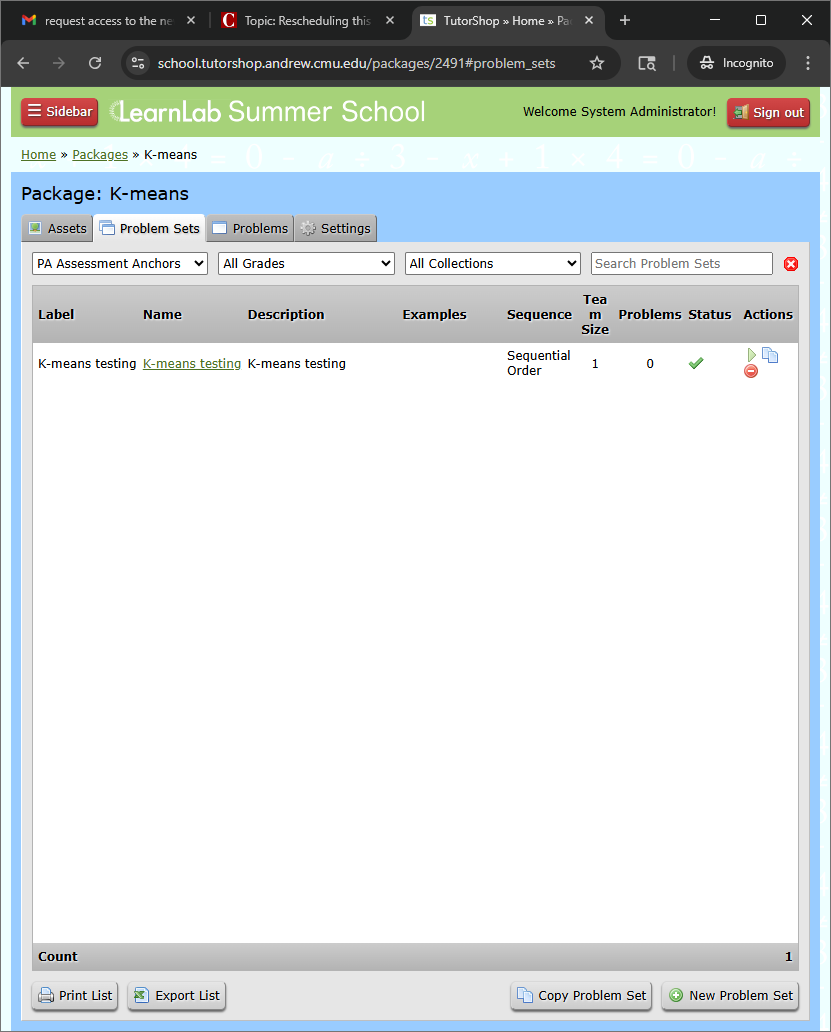 request access to the ne
Topic: Rescheduling this
TutorShop » Home » Pac
school.tutorshop.andrew.cmu.edu/packages/2491#problem_sets
Incognito
Sidebar
LearnLab Summer School
Welcome System Administrator!
Sign out
Home » Packages » K-means
Package: K-means
Assets
Problem Sets
Problems
Settings
PA Assessment Anchors
All Grades
All Collections
Search Problem Sets
Label Name Description Examples Sequence Tea
m
Size Problems Status Actions
K-means testing K-means testing K-means testing Sequential
Order 1 0
Count 1
Print List
Export List
Copy Problem Set
New Problem Set